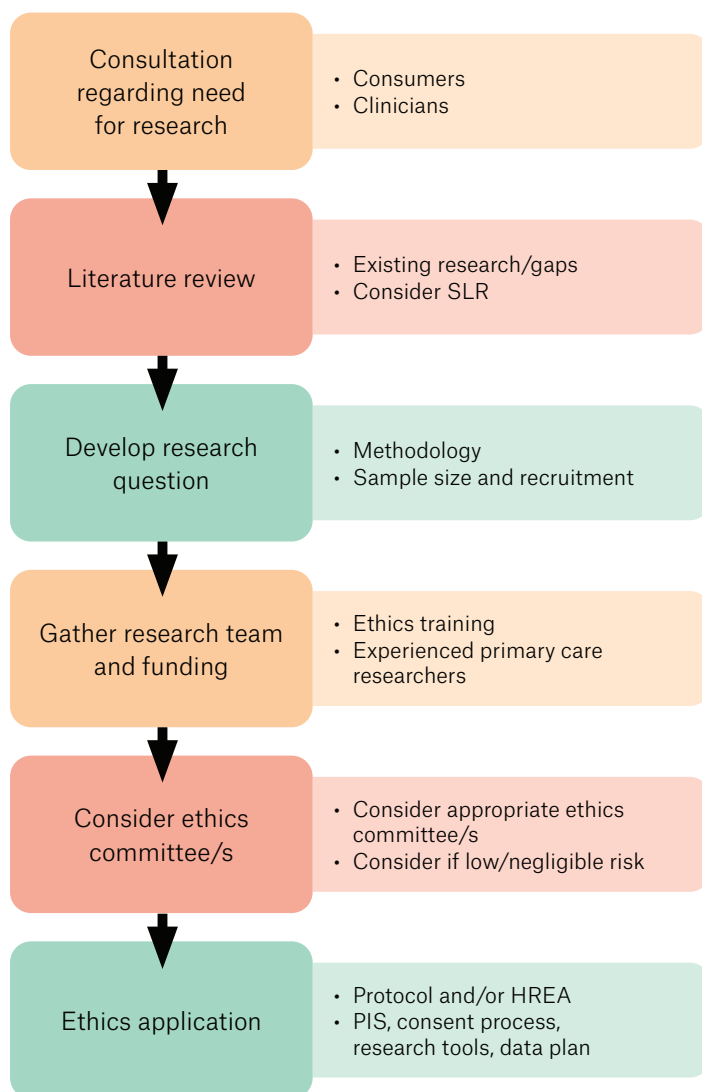 Consultation
regarding need
for research
• Consumers
• Clinicians
Literature review
• Existing research/gaps
• Consider SLR
Develop research
question
• Methodology
• Sample size and recruitment
Gather research team
and funding
• Ethics training
• Experienced primary care
researchers
Consider ethics
committee/s
• Consider appropriate ethics
committee/s
• Consider if low/negligible risk
Ethics application
• Protocol and/or HREA
• PIS, consent process,
research tools, data plan